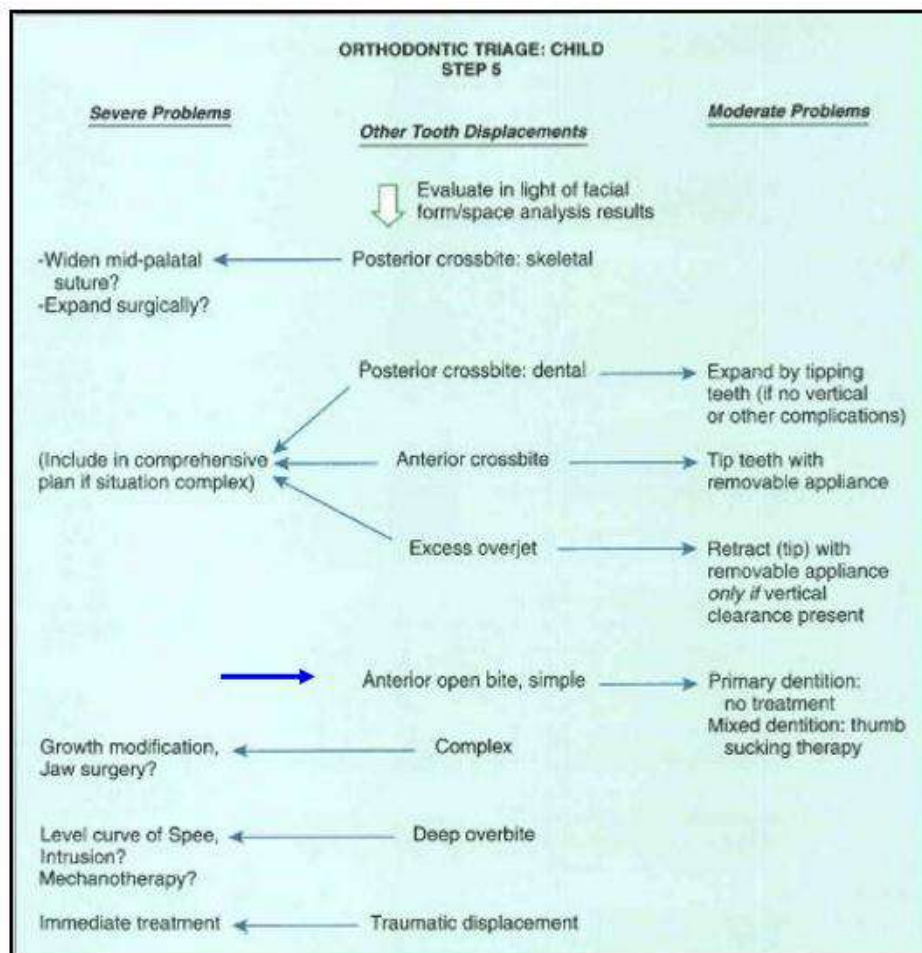 ORTHODONTIC TRIAGE: CHILD
STEP 5
Severe Problems
Other Tooth Displacements
Moderate Problems
Evaluate in light of facial
form/space analysis results
-Widen mid-palatal
suture?
-Expand surgically?
Posterior crossbite: skeletal
Posterior crossbite: dental
Expand by tipping
teeth (if no vertical
or other complications)
(Include in comprehensive
plan if situation complex)
Anterior crossbite
Tip teeth with
removable appliance
Excess overjet
Retract (tip) with
removable appliance
only if vertical
clearance present
Anterior open bite, simple
Primary dentition:
no treatment
Mixed dentition: thumb
sucking therapy
Growth modification,
Jaw surgery?
Complex
Level curve of Spee,
Intrusion?
Mechanotherapy?
Deep overbite
Immediate treatment
Traumatic displacement